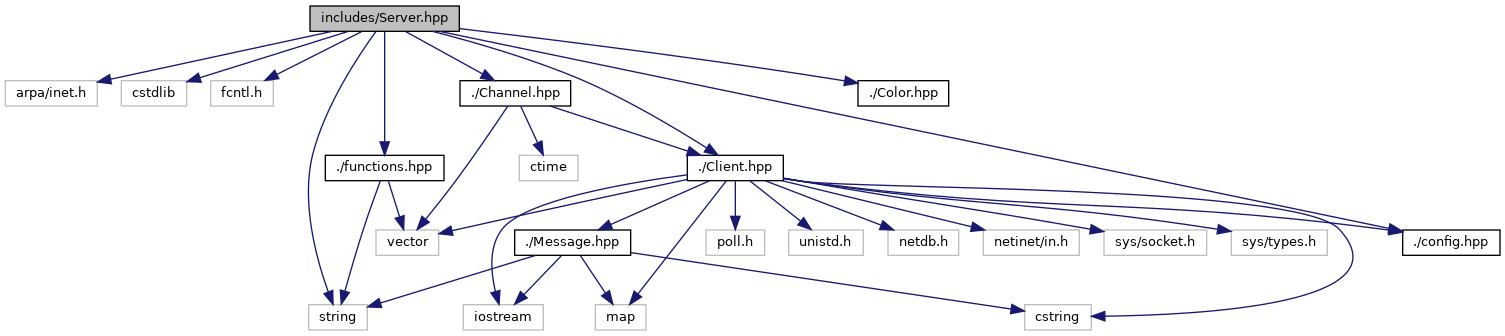 includes/Server.hpp
arpa/inet.h
cstdlib
fcntl.h
./Channel.hpp
./Color.hpp
./functions.hpp
ctime
./Client.hpp
vector
./Message.hpp
poll.h
unistd.h
netdb.h
netinet/in.h
sys/socket.h
sys/types.h
./config.hpp
string
iostream
map
cstring